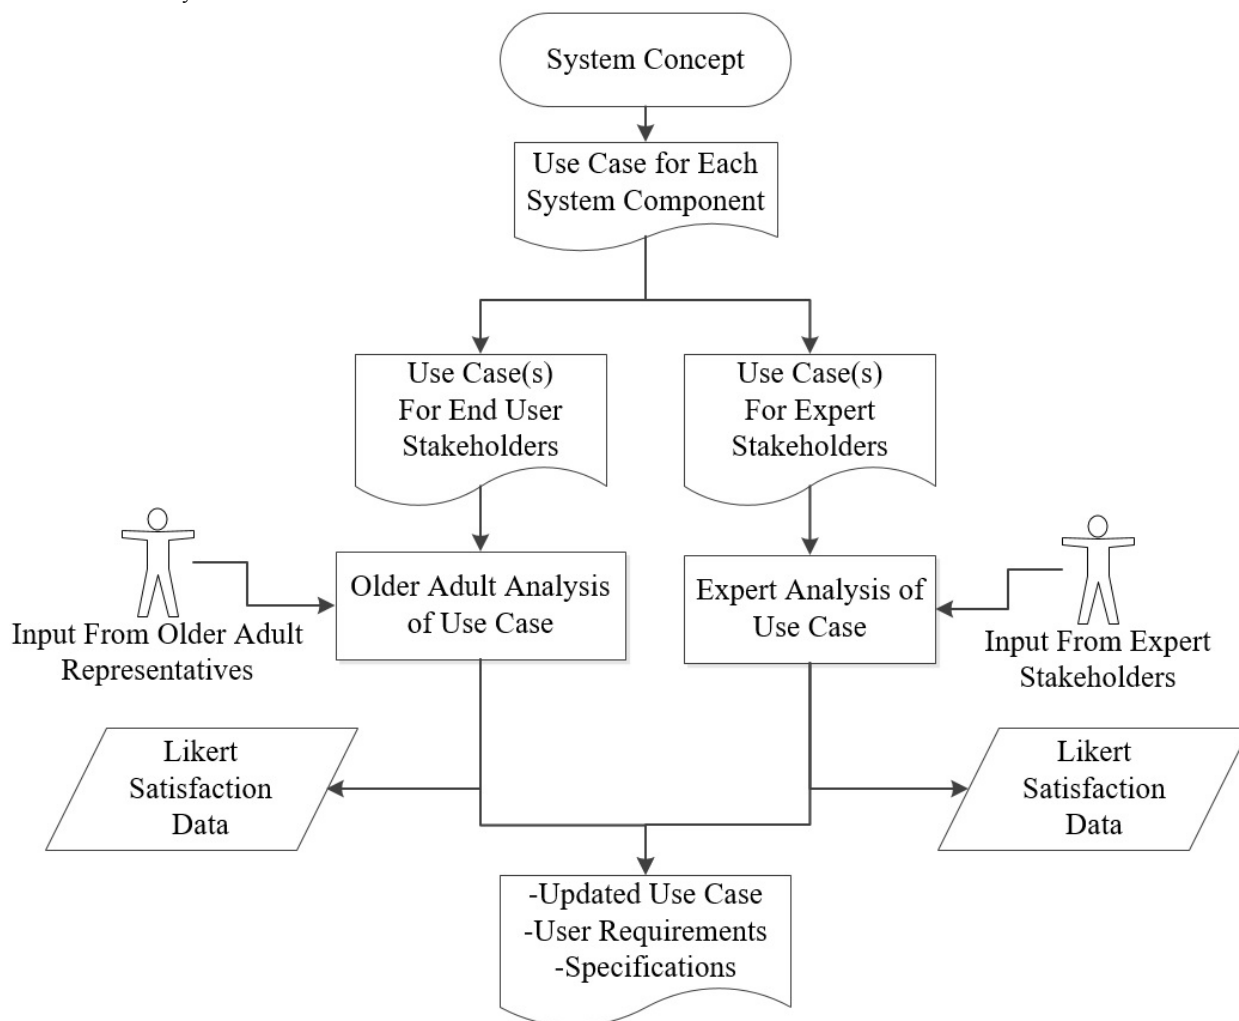 System Concept
Use Case for Each
System Component
Use Case(s)
For End User
Stakeholders
Use Case(s)
For Expert
Stakeholders
Older Adult Analysis
of Use Case
Expert Analysis of
Use Case
Input From Older Adult
Representatives
Input From Expert
Stakeholders
Likert
Satisfaction
Data
Likert
Satisfaction
Data
-Updated Use Case
-User Requirements
-Specifications